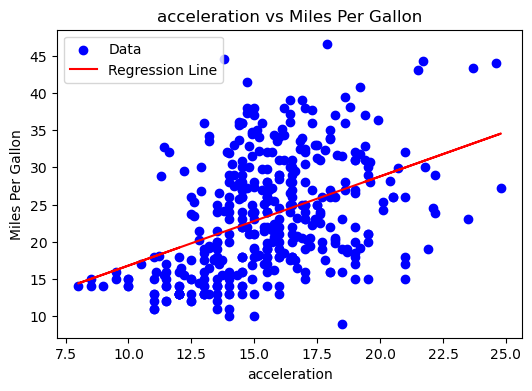 acceleration vs Miles Per Gallon
Data
Regression Line
Miles Per Gallon
45
40
35
30
25
20
15
10
7.5 10.0 12.5 15.0 17.5 20.0 22.5 25.0
acceleration